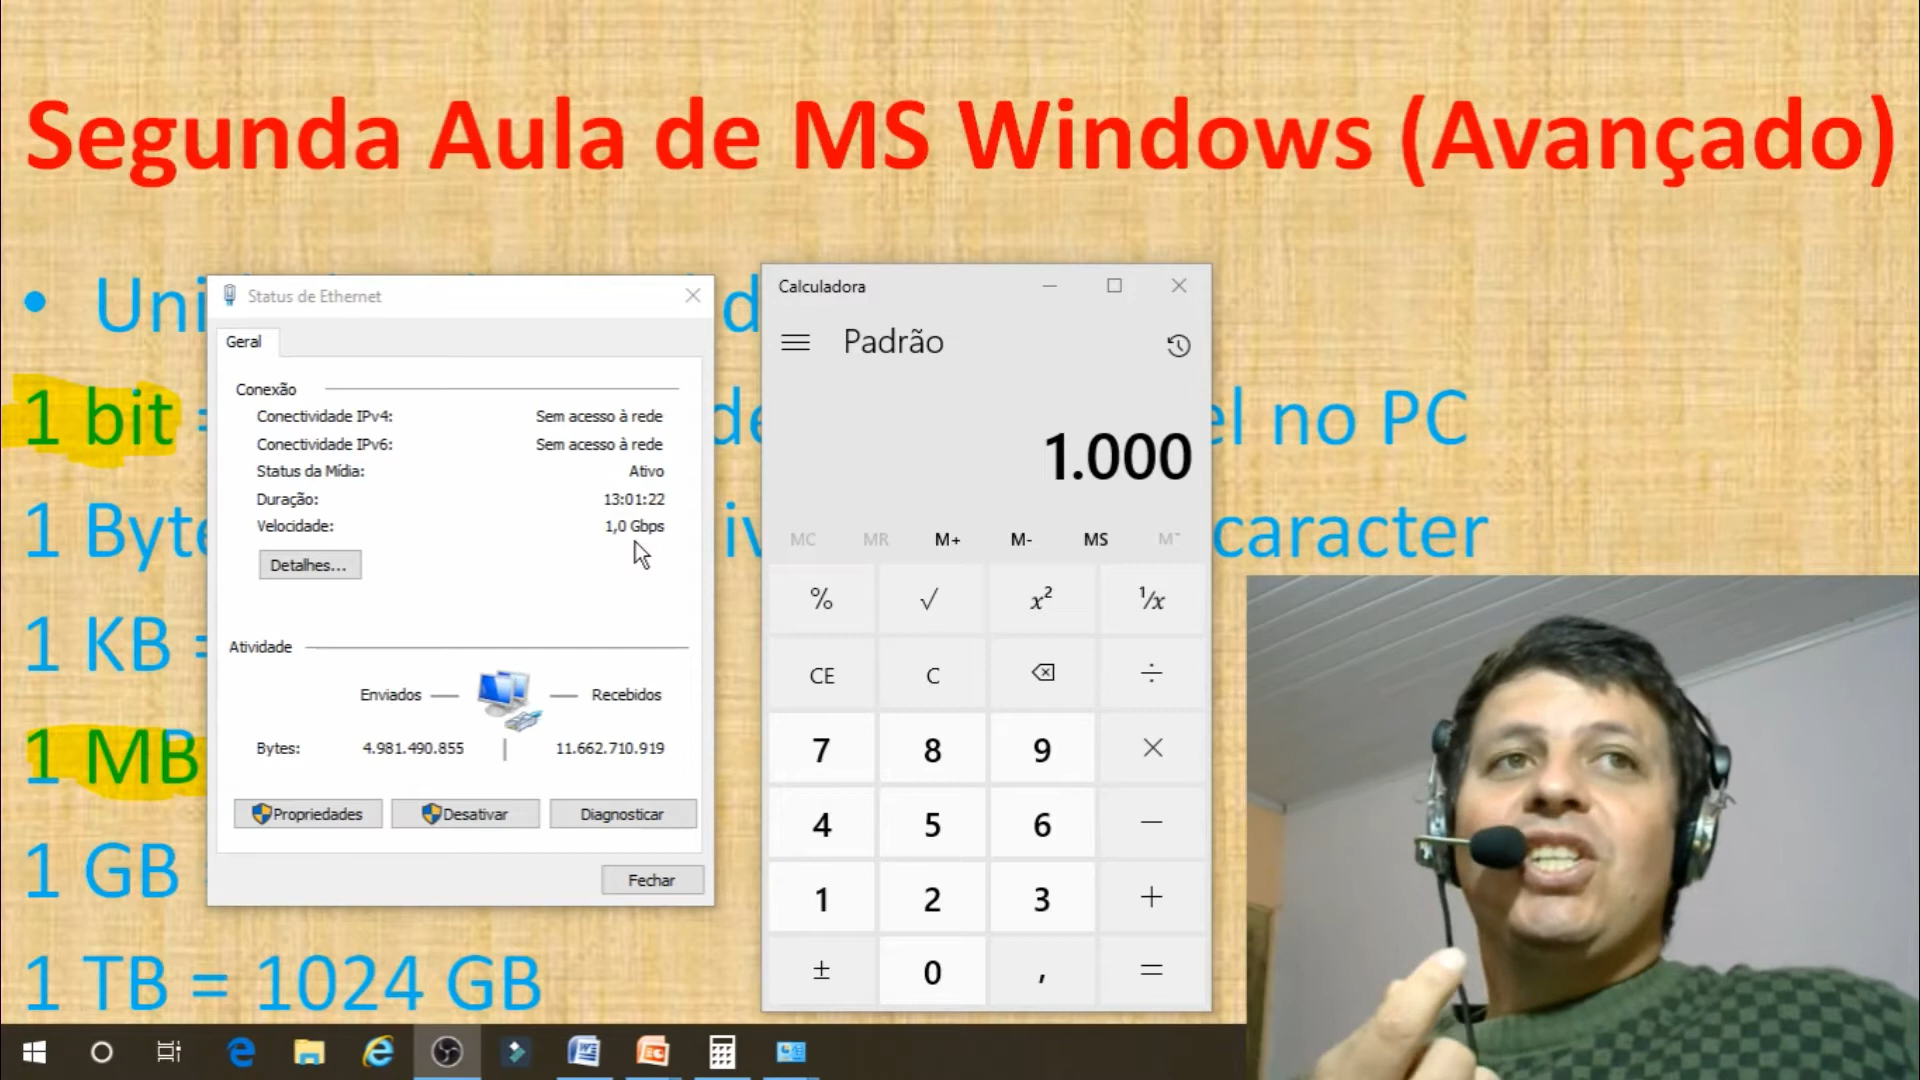 Segunda Aula de MS Windows (Avançado)
• Uni
1 bit = de el no PC
1 Byte iv caracter
1 KB =
1 MB
1 GB
1 TB = 1024 GB
Status de Ethernet
Geral
Conexão
Conectividade IPv4: Sem acesso à rede
Conectividade IPv6: Sem acesso à rede
Status da Mídia: Ativo
Duração: 13:01:22
Velocidade: 1,0 Gbps
Detalhes...
Atividade
Enviados — — Recebidos
Bytes: 4.981.490.855 | 11.662.710.919
Propriedades Desativar Diagnosticar
Fechar
Calculadora
Padrão
1.000
MC MR M+ M- MS M˅
% √ x² ¹/x
CE C ÷
7 8 9 ×
4 5 6 −
1 2 3 +
± 0 , =